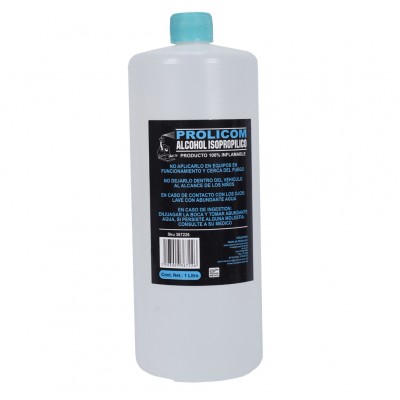 PROLICOM
ALCOHOL ISOPROPILICO
PRODUCTO 100% INFLAMABLE
NO APLICARLO EN EQUIPOS EN
FUNCIONAMIENTO Y CERCA DEL FUEGO
NO DEJARLO DENTRO DEL VEHICULO
AL ALCANCE DE LOS NIÑOS
EN CASO DE CONTACTO CON LOS OJOS
LAVE CON ABUNDANTE AGUA
EN CASO DE INGESTION:
ENJUAGAR LA BOCA Y TOMAR ABUNDANTE
AGUA, SI PERSISTE ALGUNA MOLESTIA
CONSULTE A SU MEDICO
Sku 367226
Cont. Net : 1 Litro